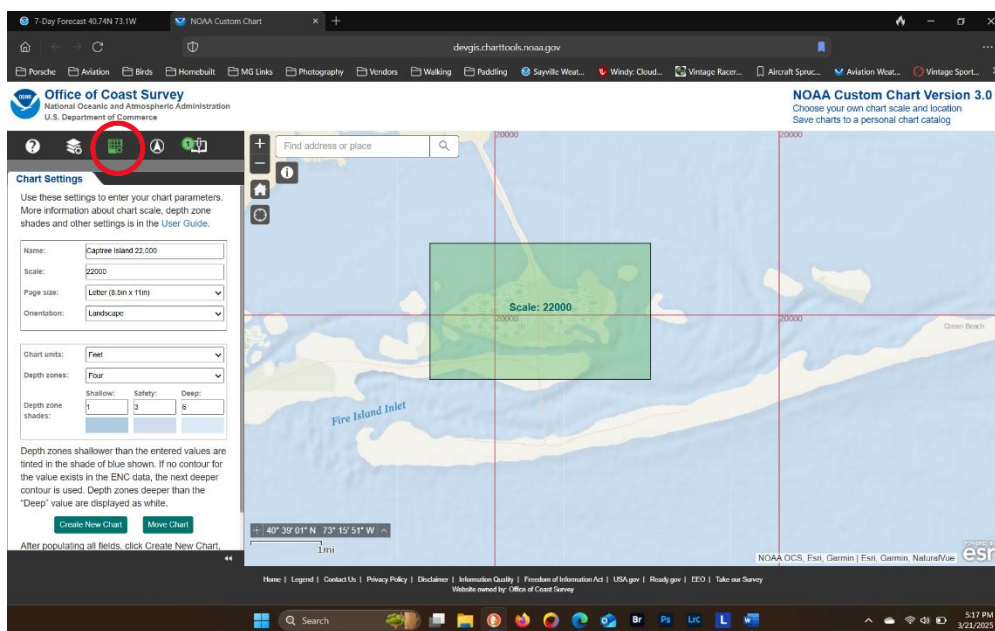 7-Day Forecast 40.74N 73.1W
NOAA Custom Chart
devgis.charttools.noaa.gov
Porsche Aviation Birds Homebuilt MG Links Photography Vendors Walking Paddling Sayville Weat... Windy: Cloud... Vintage Racer... Aircraft Spruc... Aviation Weat... Vintage Sport...
NOAA
Office of Coast Survey
National Oceanic and Atmospheric Administration
U.S. Department of Commerce
NOAA Custom Chart Version 3.0
Choose your own chart scale and location
Save charts to a personal chart catalog
Chart Settings
Use these settings to enter your chart parameters.
More information about chart scale, depth zone
shades and other settings is in the User Guide.
Name: Captree Island 22,000
Scale: 22000
Page size: Letter (8.5in x 11in)
Orientation: Landscape
Chart units: Feet
Depth zones: Four
Shallow: Safety: Deep:
Depth zone shades: 1 3 6
Depth zones shallower than the entered values are
tinted in the shade of blue shown. If no contour for
the value exists in the ENC data, the next deeper
contour is used. Depth zones deeper than the
"Deep" value are displayed as white.
Create New Chart Move Chart
After populating all fields, click Create New Chart,
+ Find address or place
−
20000 20000
Scale: 22000
20000 20000
Ocean Beach
Fire Island Inlet
40° 39' 01" N 73° 15' 51" W
1mi
NOAA OCS, Esri, Garmin | Esri, Garmin, NaturalVue
POWERED BY
esri
Home | Legend | Contact Us | Privacy Policy | Disclaimer | Information Quality | Freedom of Information Act | USA.gov | Ready.gov | EEO | Take our Survey
Website owned by: Office of Coast Survey
Search
Br Ps LrC L
5:17 PM
3/21/2025